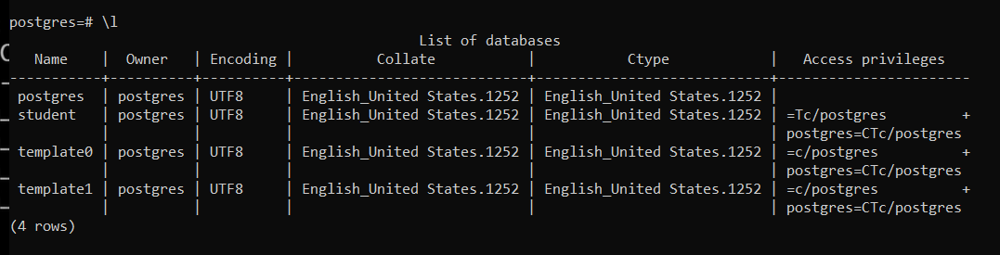 postgres=# \l
                                                 List of databases
   Name    |  Owner   | Encoding |          Collate           |           Ctype            |   Access privileges
-----------+----------+----------+----------------------------+----------------------------+-----------------------
 postgres  | postgres | UTF8     | English_United States.1252 | English_United States.1252 |
 student   | postgres | UTF8     | English_United States.1252 | English_United States.1252 | =Tc/postgres         +
           |          |          |                            |                            | postgres=CTc/postgres
 template0 | postgres | UTF8     | English_United States.1252 | English_United States.1252 | =c/postgres          +
           |          |          |                            |                            | postgres=CTc/postgres
 template1 | postgres | UTF8     | English_United States.1252 | English_United States.1252 | =c/postgres          +
           |          |          |                            |                            | postgres=CTc/postgres
(4 rows)